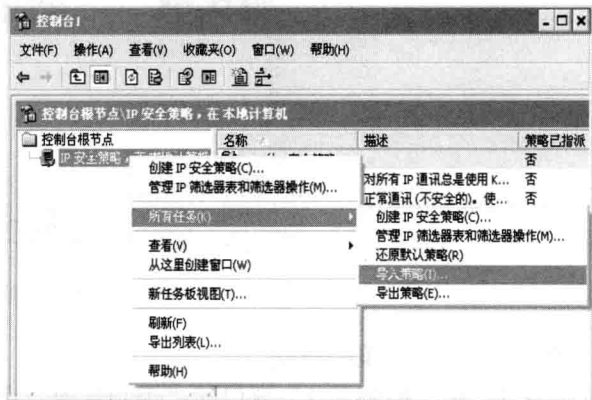 控制台1
文件(F) 操作(A) 查看(V) 收藏夹(O) 窗口(W) 帮助(H)
控制台根节点\IP 安全策略，在 本地计算机
控制台根节点 名称 描述 策略已指派
IP 安全策略，在 否
创建 IP 安全策略(C)...
管理 IP 筛选器表和筛选器操作(M)...
所有任务(K)
查看(V)
从这里创建窗口(W)
新任务板视图(T)...
刷新(F)
导出列表(L)...
帮助(H)
对所有 IP 通讯总是使用 K... 否
正常通讯(不安全的)。使... 否
创建 IP 安全策略(C)...
管理 IP 筛选器表和筛选器操作(M)...
还原默认策略(R)
导入策略(I)...
导出策略(E)...